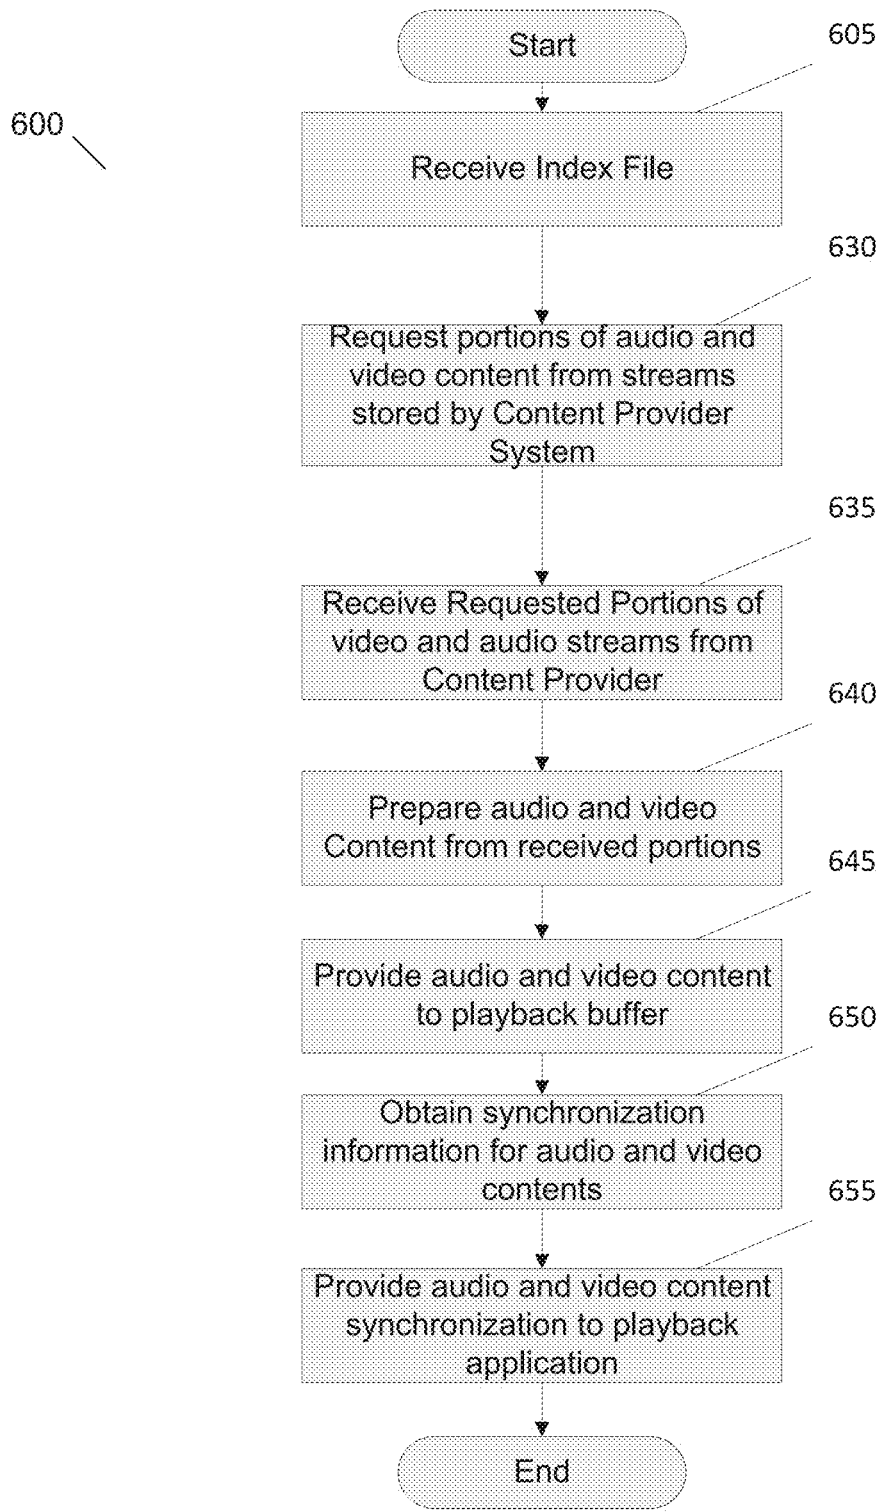 Start
605
600
Receive Index File
630
Request portions of audio and
video content from streams
stored by Content Provider
System
635
Receive Requested Portions of
video and audio streams from
Content Provider
640
Prepare audio and video
Content from received portions
645
Provide audio and video content
to playback buffer
650
Obtain synchronization
information for audio and video
contents
655
Provide audio and video content
synchronization to playback
application
End